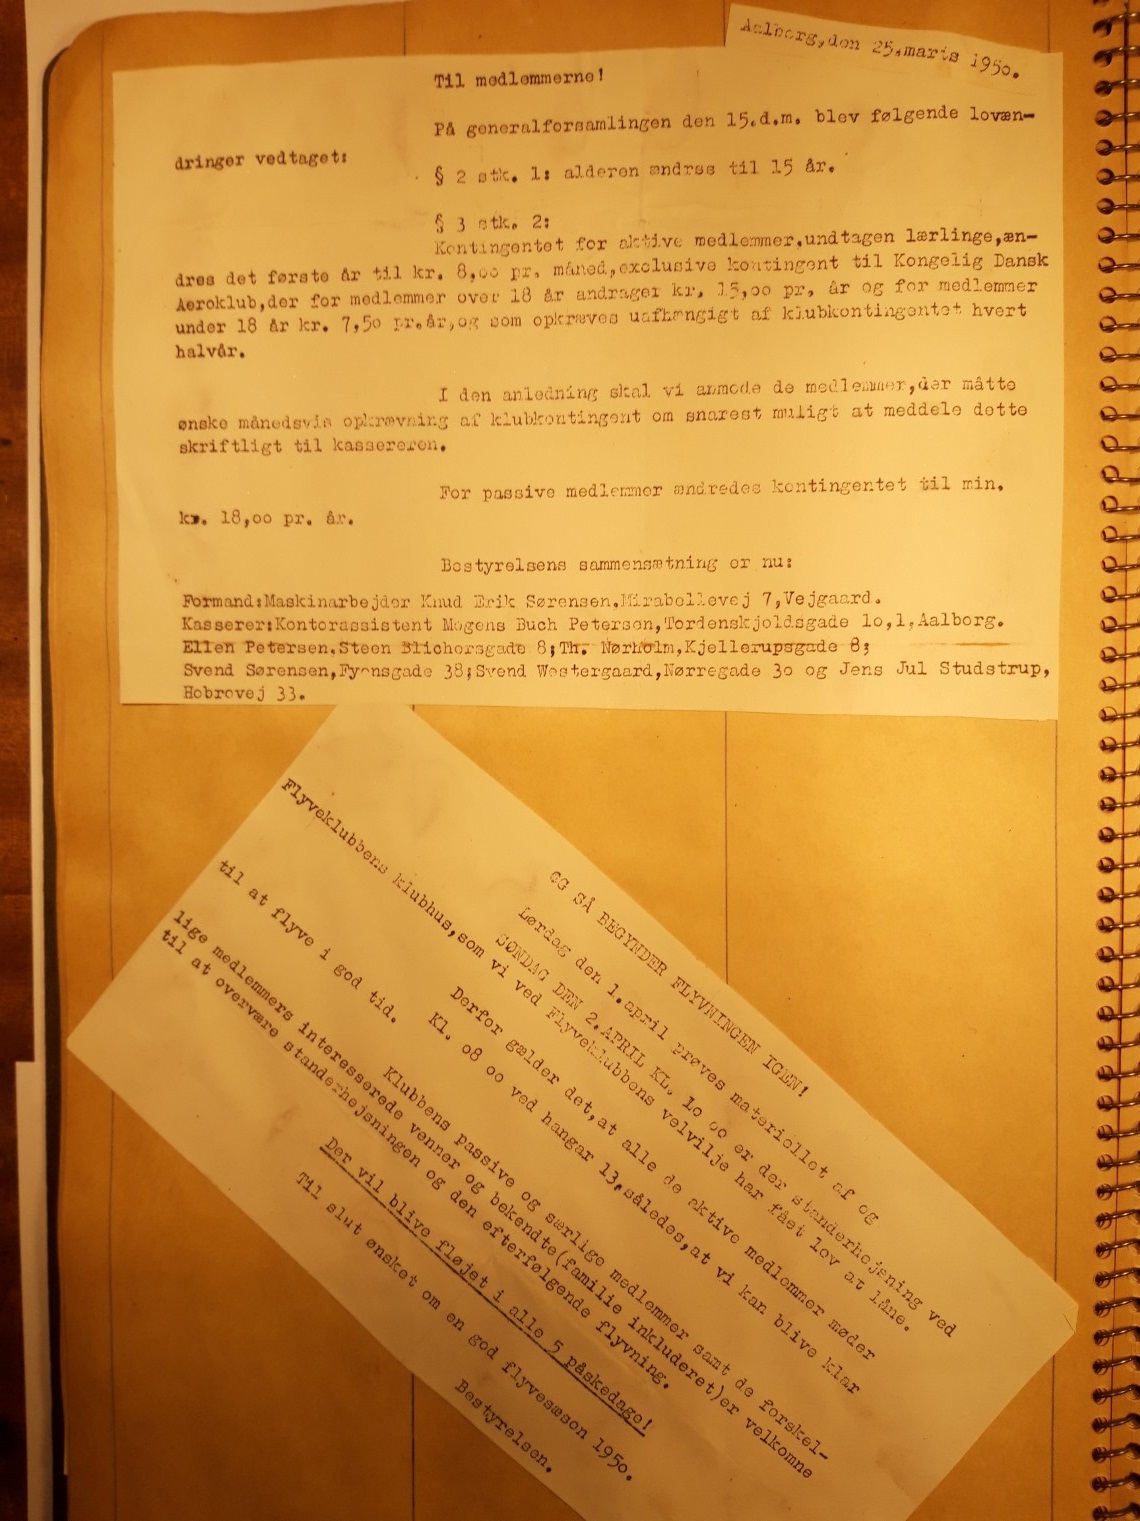 Aalborg,den 25.marts 1950.
Til medlemmerne!
På generalforsamlingen den 15.d.m. blev følgende lovæn-
dringer vedtaget:
§ 2 stk. 1: alderen ændres til 15 år.
§ 3 stk. 2:
Kontingentet for aktive medlemmer,undtagen lærlinge,æn-
dres det første år til kr. 8,oo pr. måned,exclusive kontingent til Kongelig Dansk
Aeroklub,der for medlemmer over 18 år andrager kr. 15,oo pr. år og for medlemmer
under 18 år kr. 7,5o pr.år,og som opkræves uafhængigt af klubkontingentet hvert
halvår.
I den anledning skal vi anmode de medlemmer,der måtte
ønske månedsvis opkrævning af klubkontingent om snarest muligt at meddele dette
skriftligt til kassereren.
For passive medlemmer ændredes kontingentet til min.
kr. 18,oo pr. år.
Bestyrelsens sammensætning er nu:
Formand:Maskinarbejder Knud Erik Sørensen,Mirabellevej 7,Vejgaard.
Kasserer:Kontorassistent Mogens Buch Petersen,Tordenskjoldsgade 1o,1,Aalborg.
Ellen Petersen,Steen Blichersgade 8;Th. Nørholm,Kjellerupsgade 8;
Svend Sørensen,Fyensgade 38;Svend Westergaard,Nørregade 3o og Jens Jul Studstrup,
Hobrovej 33.
OG SÅ BEGYNDER FLYVNINGEN IGEN!
Lørdag den 1.april prøves materiellet af og
SØNDAG DEN 2.APRIL KL. 1o oo er der standerhejsning ved
Flyveklubbens klubhus,som vi ved Flyveklubbens velvilje har fået lov at låne.
Derfor gælder det,at alle de aktive medlemmer møder
Kl. o8 oo ved hangar 13,således,at vi kan blive klar
til at flyve i god tid.
Klubbens passive og særlige medlemmer samt de forskel-
lige medlemmers interesserede venner og bekendte(familie inkluderet)er velkomne
til at overvære standerhejsningen og den efterfølgende flyvning.
Der vil blive fløjet i alle 5 påskedage!
Til slut ønsket om en god flyvesæson 1950.
Bestyrelsen.